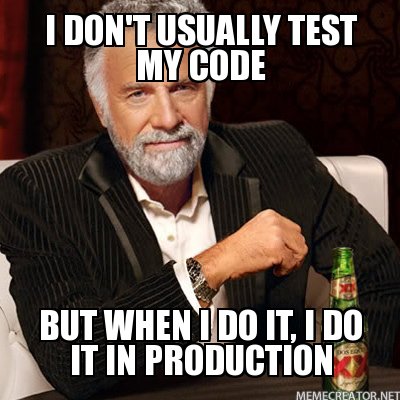 I DON'T USUALLY TEST
MY CODE
BUT WHEN I DO IT, I DO
IT IN PRODUCTION
XX
DOS EQUIS
MEMECREATOR.NET